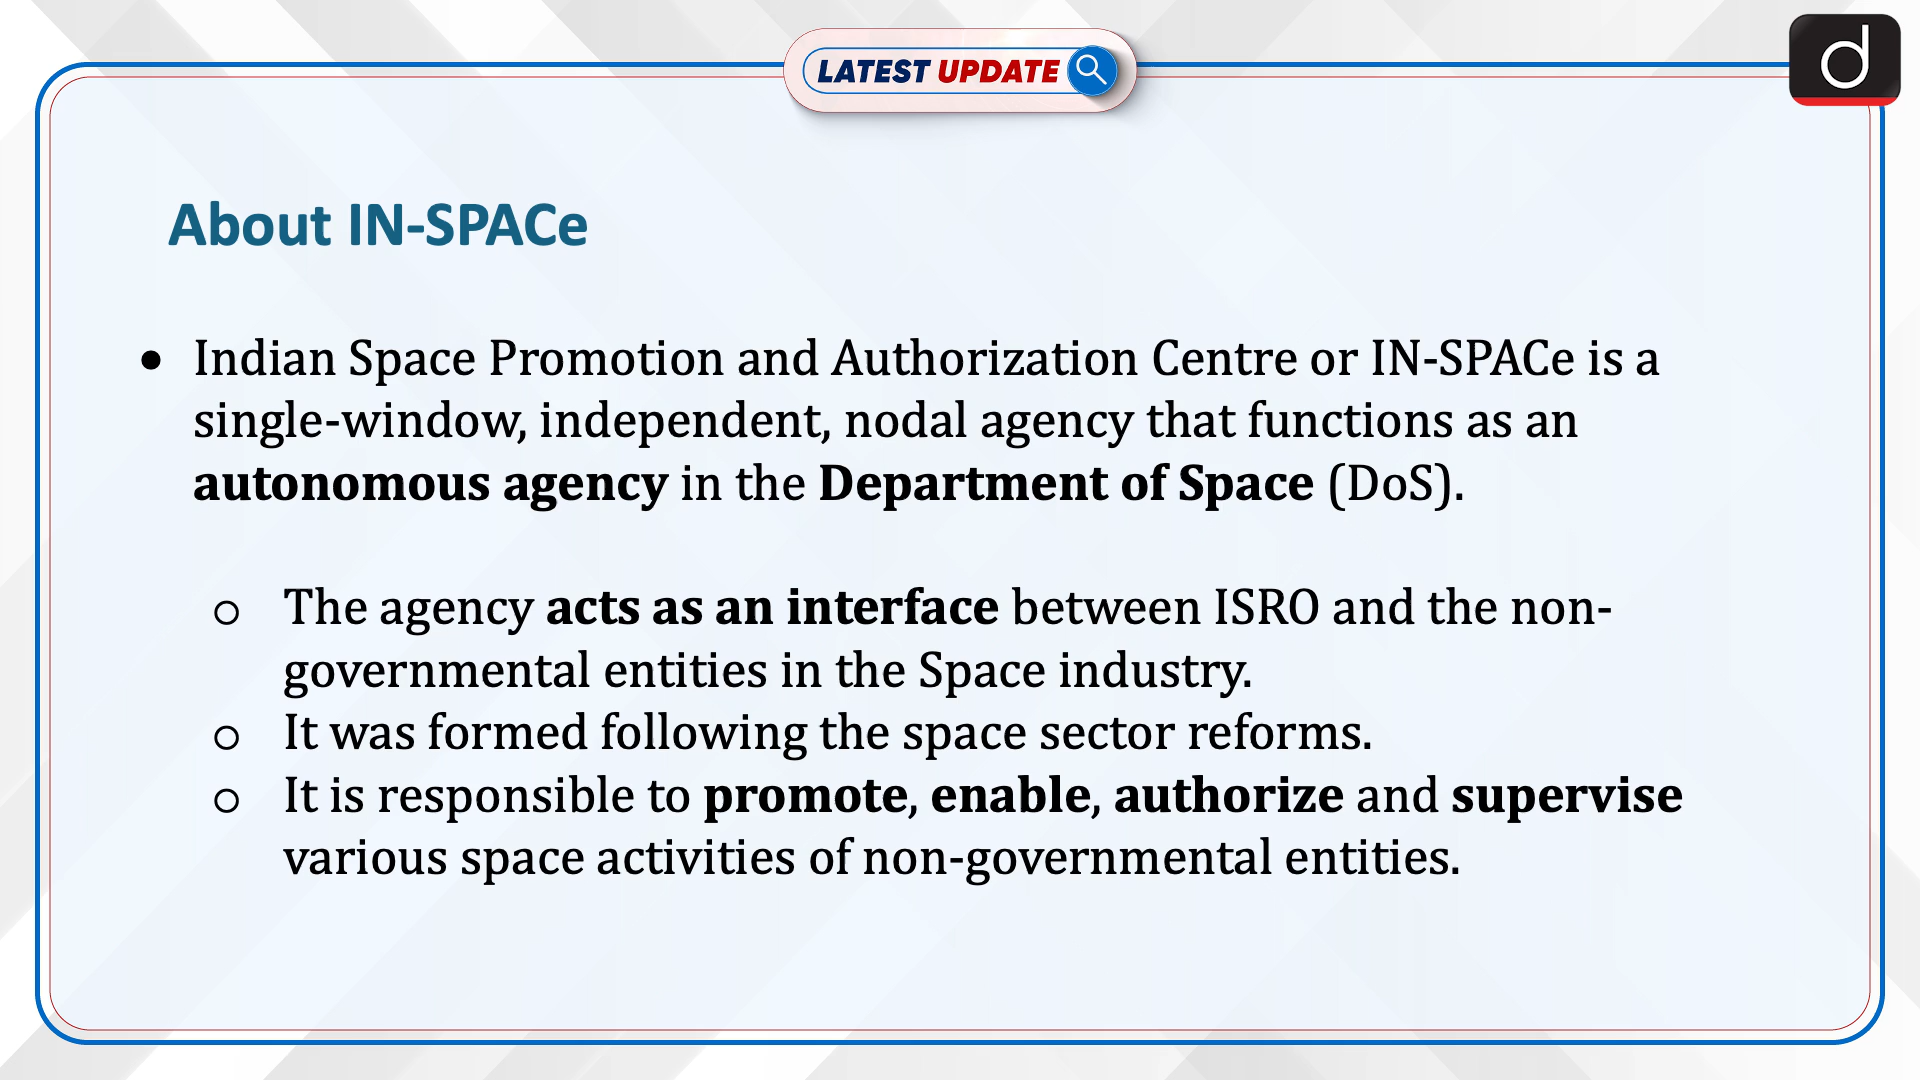 LATEST UPDATE
d
About IN-SPACe
• Indian Space Promotion and Authorization Centre or IN-SPACe is a
single-window, independent, nodal agency that functions as an
autonomous agency in the Department of Space (DoS).
○ The agency acts as an interface between ISRO and the non-
governmental entities in the Space industry.
○ It was formed following the space sector reforms.
○ It is responsible to promote, enable, authorize and supervise
various space activities of non-governmental entities.